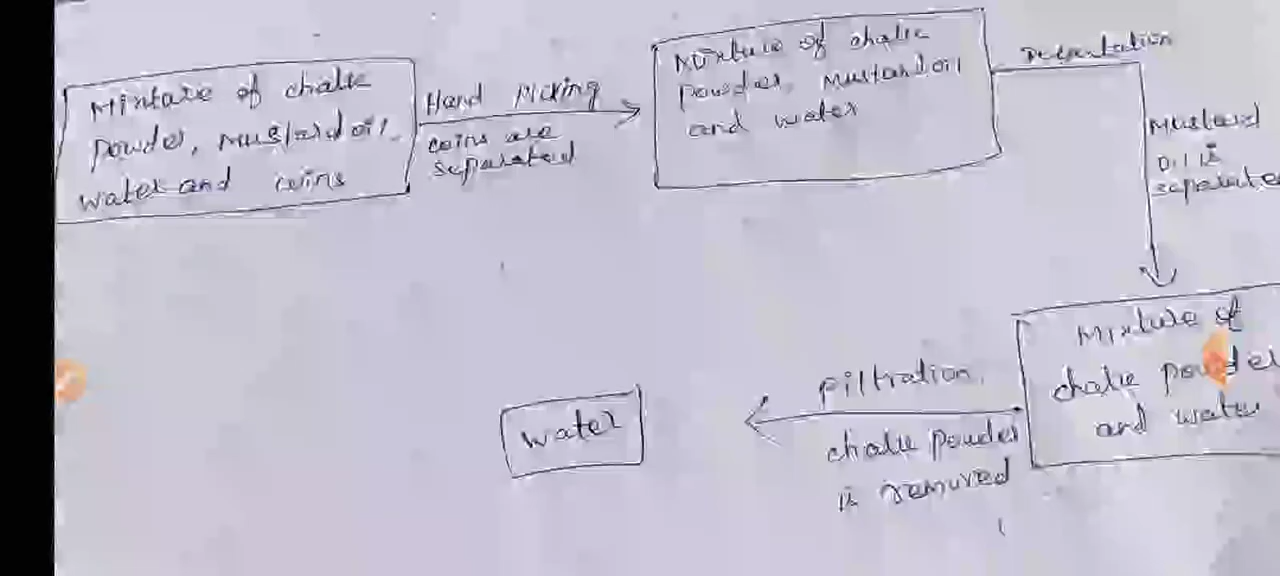 Mixture of chalk
powder, mustard oil,
water and coins
Hand Picking
coins are
separated
Mixture of chalk
powder, Mustard oil
and water
Decantation
Mustard
oil is
separate
Mixture of
chalk powder
and water
Filtration
chalk powder
is removed
water